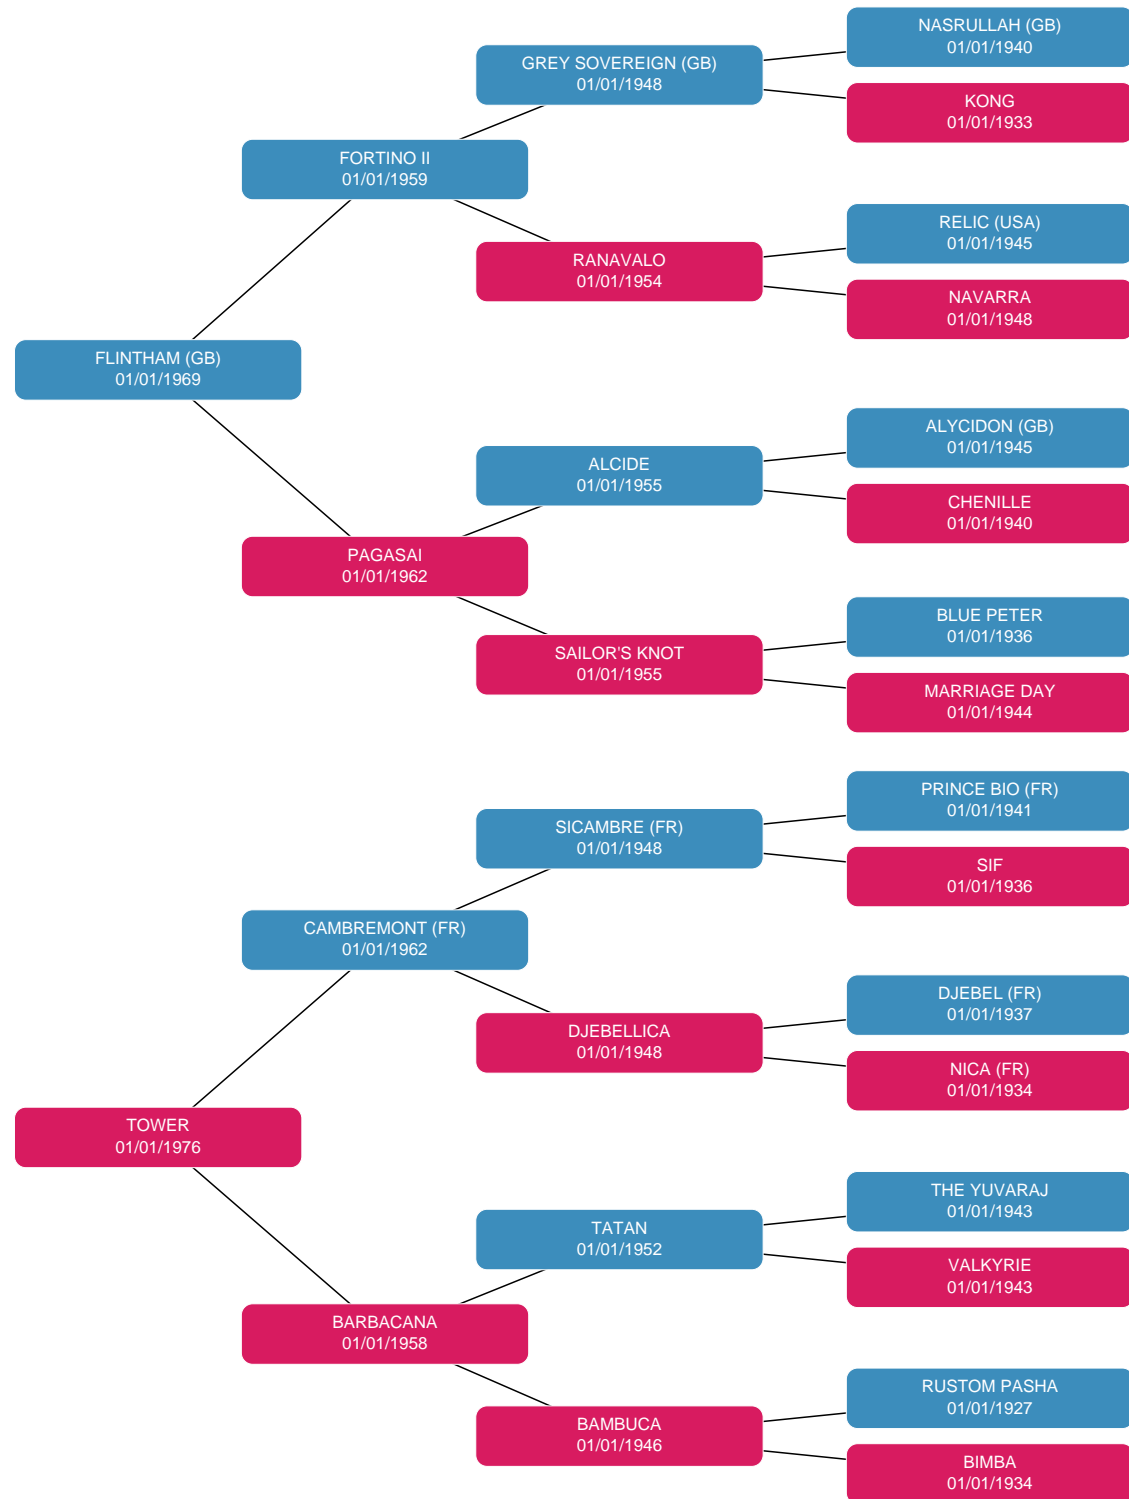 NASRULLAH (GB)
01/01/1940
GREY SOVEREIGN (GB)
01/01/1948
KONG
01/01/1933
FORTINO II
01/01/1959
RELIC (USA)
01/01/1945
RANAVALO
01/01/1954
NAVARRA
01/01/1948
FLINTHAM (GB)
01/01/1969
ALYCIDON (GB)
01/01/1945
ALCIDE
01/01/1955
CHENILLE
01/01/1940
PAGASAI
01/01/1962
BLUE PETER
01/01/1936
SAILOR'S KNOT
01/01/1955
MARRIAGE DAY
01/01/1944
PRINCE BIO (FR)
01/01/1941
SICAMBRE (FR)
01/01/1948
SIF
01/01/1936
CAMBREMONT (FR)
01/01/1962
DJEBEL (FR)
01/01/1937
DJEBELLICA
01/01/1948
NICA (FR)
01/01/1934
TOWER
01/01/1976
THE YUVARAJ
01/01/1943
TATAN
01/01/1952
VALKYRIE
01/01/1943
BARBACANA
01/01/1958
RUSTOM PASHA
01/01/1927
BAMBUCA
01/01/1946
BIMBA
01/01/1934